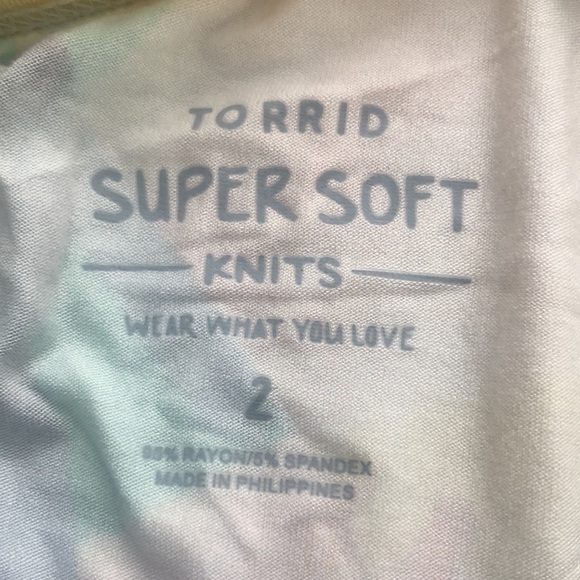 TORRID
SUPER SOFT
KNITS
WEAR WHAT YOU LOVE
2
95% RAYON/5% SPANDEX
MADE IN PHILIPPINES